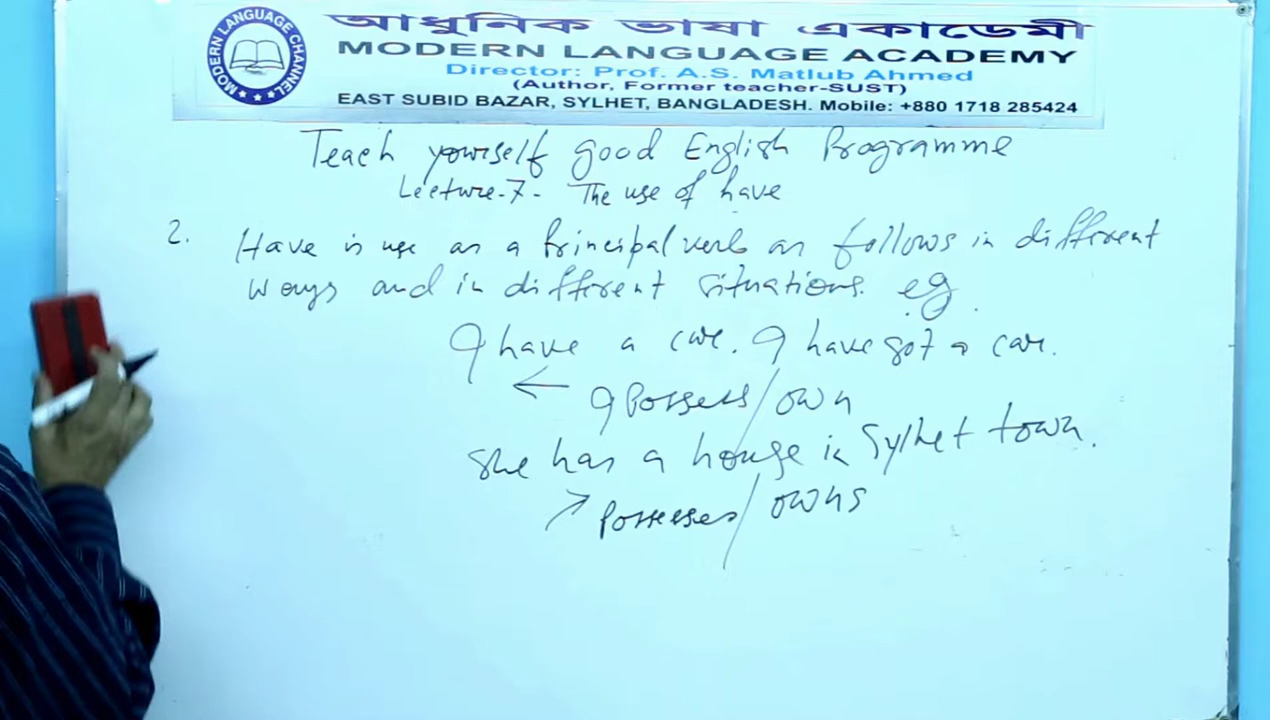 MODERN LANGUAGE CHANNEL
আধুনিক ভাষা একাডেমী
MODERN LANGUAGE ACADEMY
Director: Prof. A.S. Matlub Ahmed
(Author, Former teacher-SUST)
EAST SUBID BAZAR, SYLHET, BANGLADESH. Mobile: +880 1718 285424
Teach yourself good English Programme
Lecture-7- The use of have
2. Have is use as a principal verb as follows in different
ways and in different situations. eg.
I have a car. I have got a car.
← I possess/own
She has a house in Sylhet town.
↗ possesses/owns